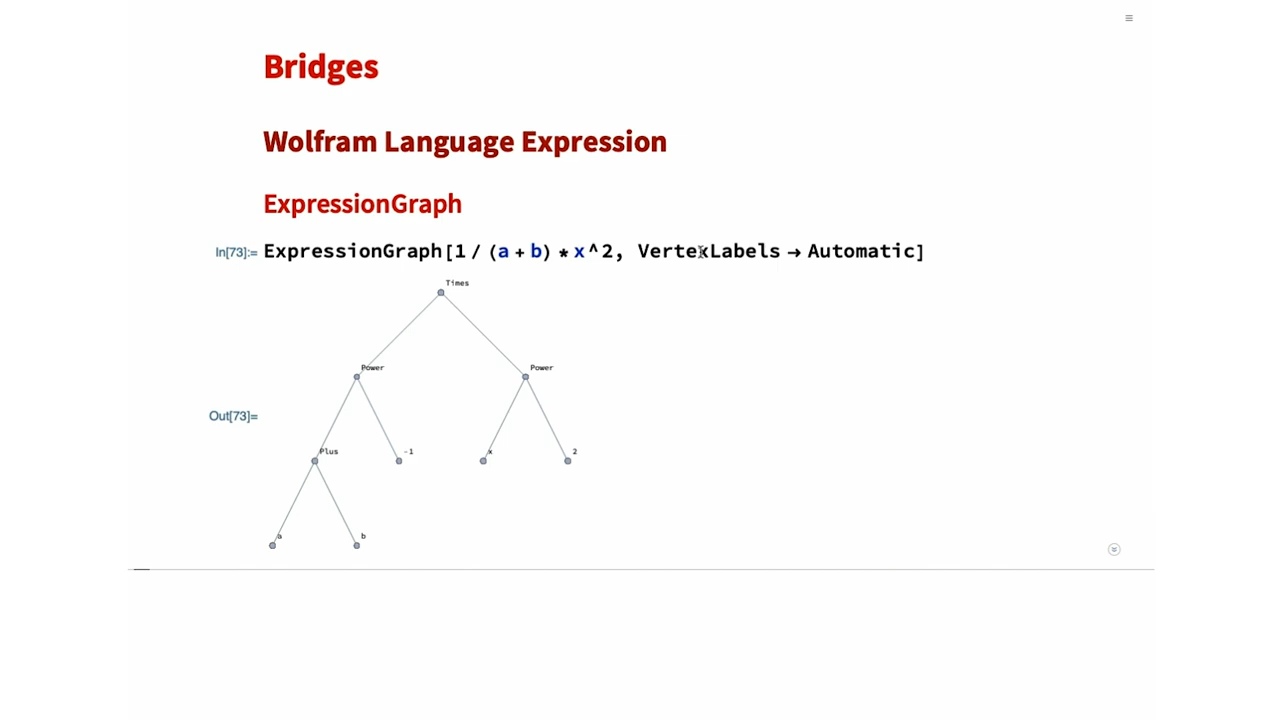 Bridges
Wolfram Language Expression
ExpressionGraph
In[73]:= ExpressionGraph[1 / (a + b) * x^2, VertexLabels → Automatic]
Times
Power Power
Out[73]=
Plus -1 x 2
a b